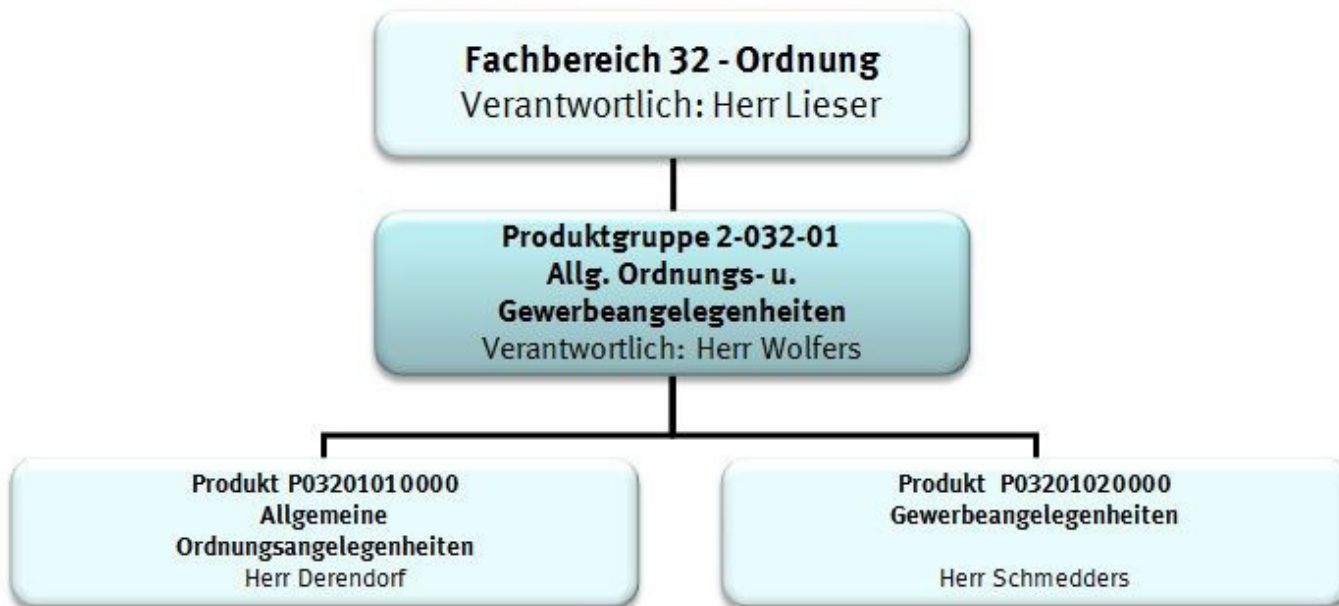 Fachbereich 32 - Ordnung
Verantwortlich: Herr Lieser
Produktgruppe 2-032-01
Allg. Ordnungs- u.
Gewerbeangelegenheiten
Verantwortlich: Herr Wolfers
Produkt P03201010000
Allgemeine
Ordnungsangelegenheiten
Herr Derendorf
Produkt P03201020000
Gewerbeangelegenheiten
Herr Schmedders